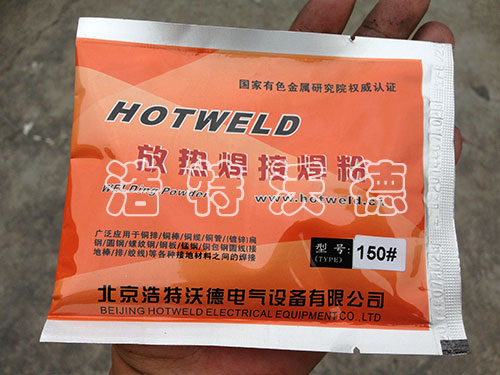 国家有色金属研究院权威认证
HOTWELD
放热焊接焊粉
浩特沃德
WELDing Powder
www.hotweld.c
广泛应用于铜排/铜棒/铜缆/铜管/(镀锌)扁
钢/圆钢/螺纹钢/钢板/锰铜/铜包钢圆线(接
地棒/排/绞线)等各种接地材料之间的焊接
型号:
(TYPE)
150#
北京浩特沃德电气设备有限公司
BEIJING HOTWELD ELECTRICAL EQUIPMENT CO.,LTD